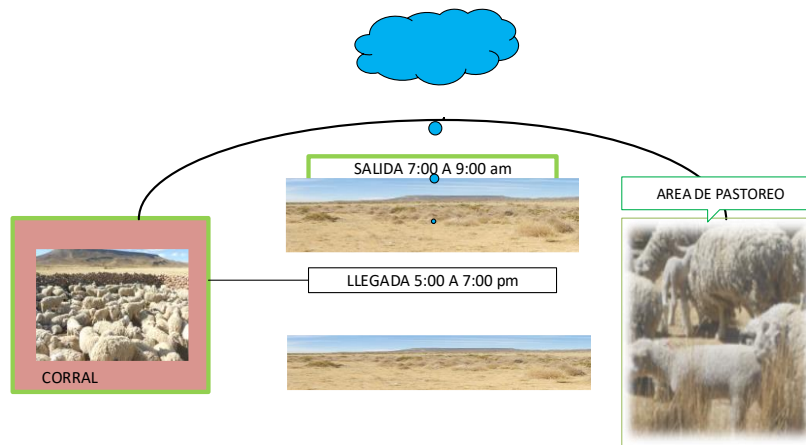 SALIDA 7:00 A 9:00 am
AREA DE PASTOREO
LLEGADA 5:00 A 7:00 pm
CORRAL